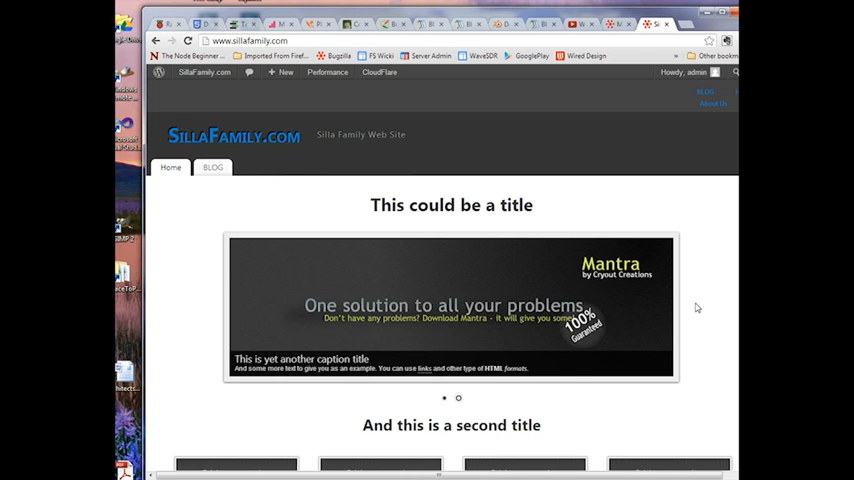 www.sillafamily.com
The Node Beginner
Imported From Firef...
Bugzilla
FS Wicki
Server Admin
WaveSDR
GooglePlay
Wired Design
»
Other bookm
SillaFamily.com
+ New
Performance
CloudFlare
Howdy, admin
BLOG
About Us
SILLAFAMILY.COM
Silla Family Web Site
Home
BLOG
This could be a title
Mantra
by Cryout Creations
One solution to all your problems
Don't have any problems? Download Mantra - it will give you some!
100%
Guaranteed
This is yet another caption title
And some more text to give you as an example. You can use links and other type of HTML formats.
And this is a second title